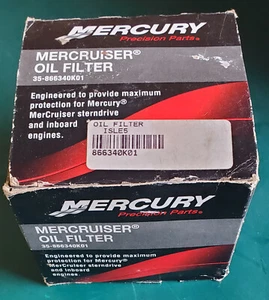 MERCURY
Precision Parts
MERCRUISER®
OIL FILTER
35-866340K01
Engineered to provide maximum
protection for Mercury®
MerCruiser sterndrive
and inboard
engines.
OIL FILTER
ISLE5
866340K01
MERCURY
Precision Parts
MERCRUISER®
OIL FILTER
35-866340K01
Engineered to provide maximum
protection for Mercury®
MerCruiser sterndrive
and inboard
engines.